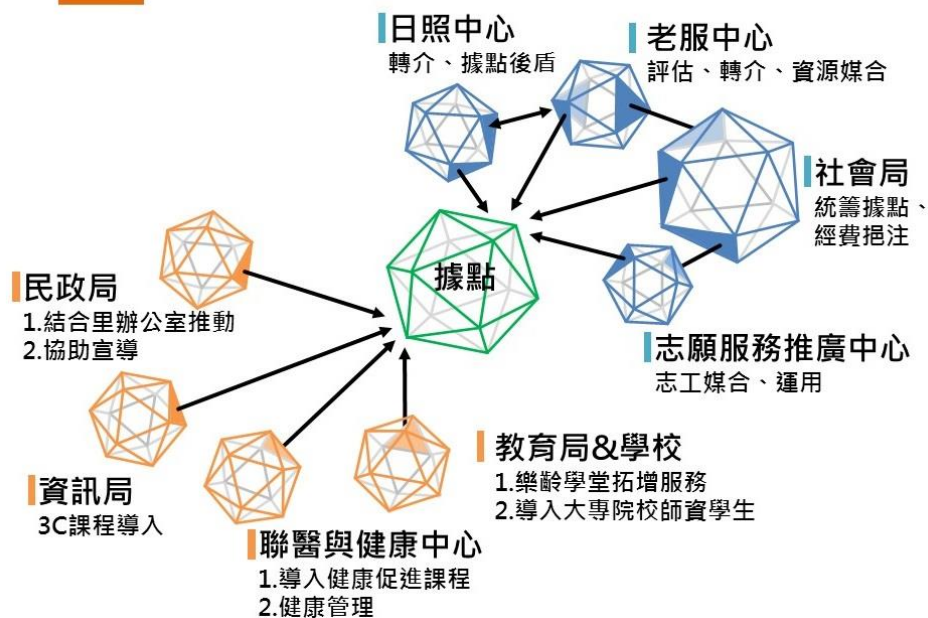 日照中心
轉介、據點後盾
老服中心
評估、轉介、資源媒合
社會局
統籌據點、
經費挹注
據點
民政局
1.結合里辦公室推動
2.協助宣導
志願服務推廣中心
志工媒合、運用
教育局&學校
1.樂齡學堂拓增服務
2.導入大專院校師資學生
資訊局
3C課程導入
聯醫與健康中心
1.導入健康促進課程
2.健康管理